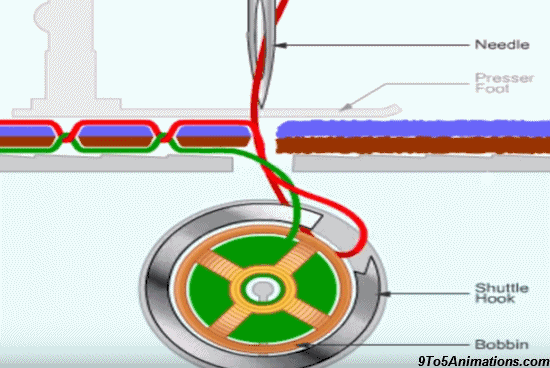 Needle
Presser
Foot
Shuttle
Hook
Bobbin
9To5Animations.com